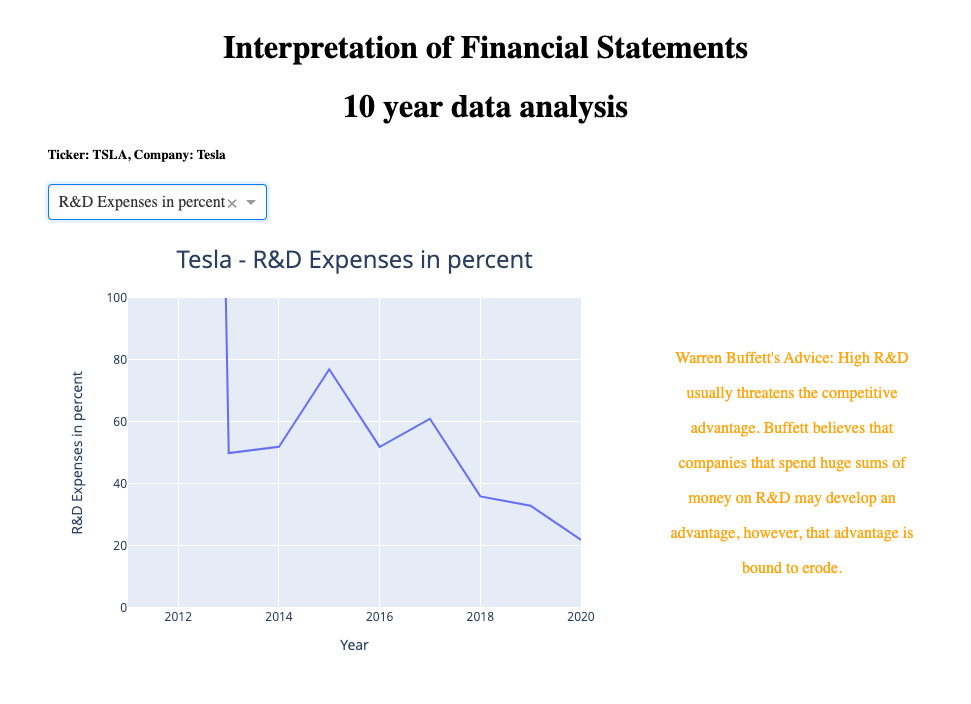 Interpretation of Financial Statements
10 year data analysis
Ticker: TSLA, Company: Tesla
R&D Expenses in percent
Tesla - R&D Expenses in percent
100
80
60
40
20
0
R&D Expenses in percent
2012 2014 2016 2018 2020
Year
Warren Buffett's Advice: High R&D
usually threatens the competitive
advantage. Buffett believes that
companies that spend huge sums of
money on R&D may develop an
advantage, however, that advantage is
bound to erode.